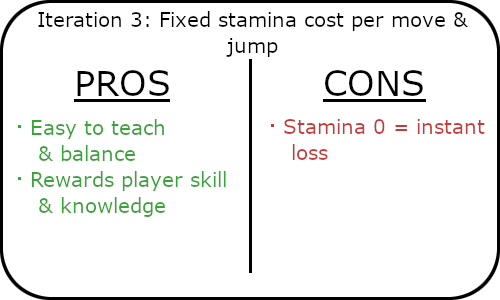 Iteration 3: Fixed stamina cost per move &
jump
PROS
· Easy to teach
& balance
· Rewards player skill
& knowledge
CONS
· Stamina 0 = instant
loss